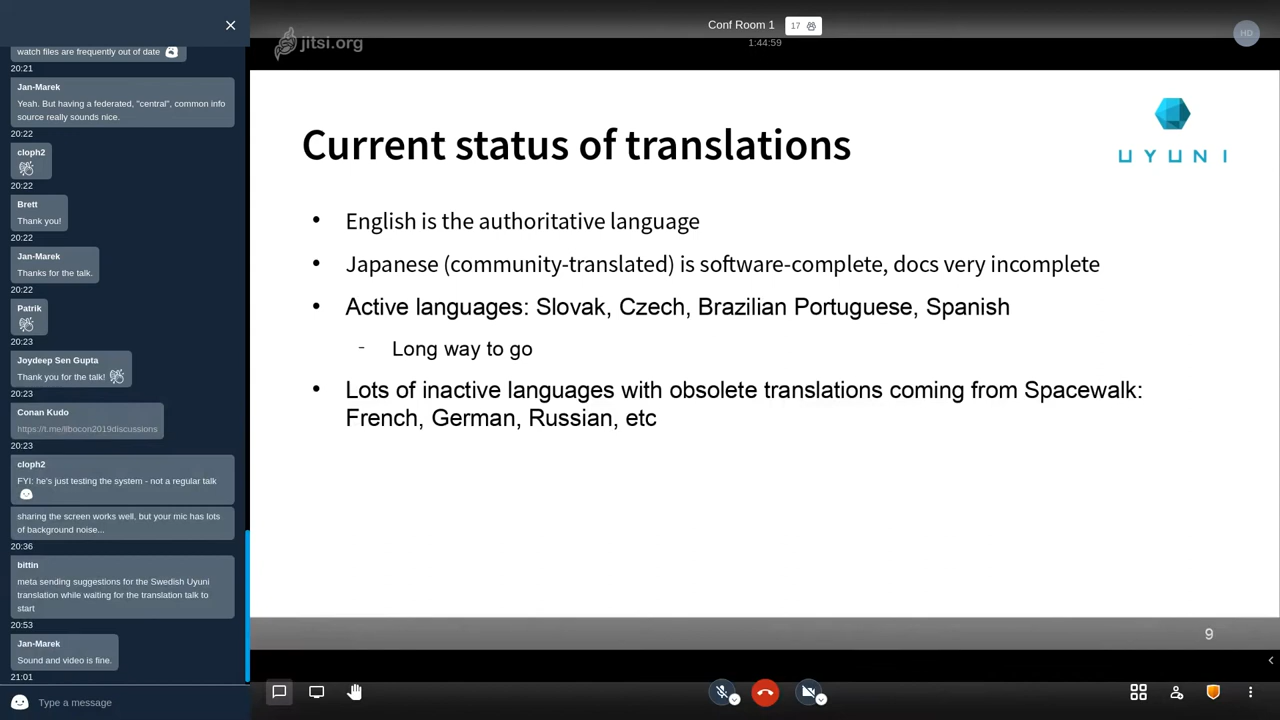 watch files are frequently out of date
20:21
Jan-Marek
Yeah. But having a federated, "central", common info
source really sounds nice.
20:22
cloph2
20:22
Brett
Thank you!
20:22
Jan-Marek
Thanks for the talk.
20:22
Patrik
20:23
Joydeep Sen Gupta
Thank you for the talk!
20:23
Conan Kudo
https://t.me/libocon2019discussions
20:23
cloph2
FYI: he's just testing the system - not a regular talk
sharing the screen works well, but your mic has lots
of background noise...
20:36
bittin
meta sending suggestions for the Swedish Uyuni
translation while waiting for the translation talk to
start
20:53
Jan-Marek
Sound and video is fine.
21:01
Type a message
jitsi.org
Conf Room 1
17
1:44:59
HD
Current status of translations
UYUNI
• English is the authoritative language
• Japanese (community-translated) is software-complete, docs very incomplete
• Active languages: Slovak, Czech, Brazilian Portuguese, Spanish
- Long way to go
• Lots of inactive languages with obsolete translations coming from Spacewalk:
French, German, Russian, etc
9